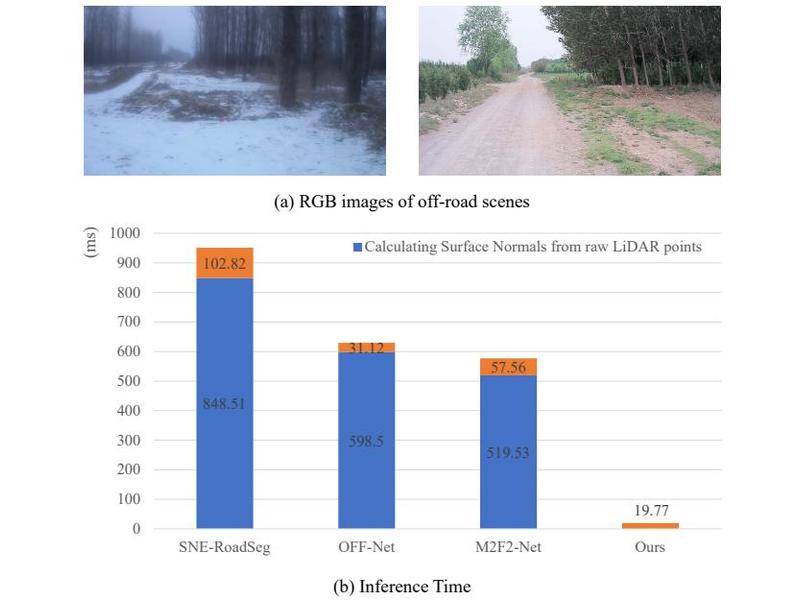 (a) RGB images of off-road scenes
(ms)
1000
900
800
700
600
500
400
300
200
100
0
Calculating Surface Normals from raw LiDAR points
102.82
848.51
31.12
598.5
57.56
519.53
19.77
SNE-RoadSeg
OFF-Net
M2F2-Net
Ours
(b) Inference Time